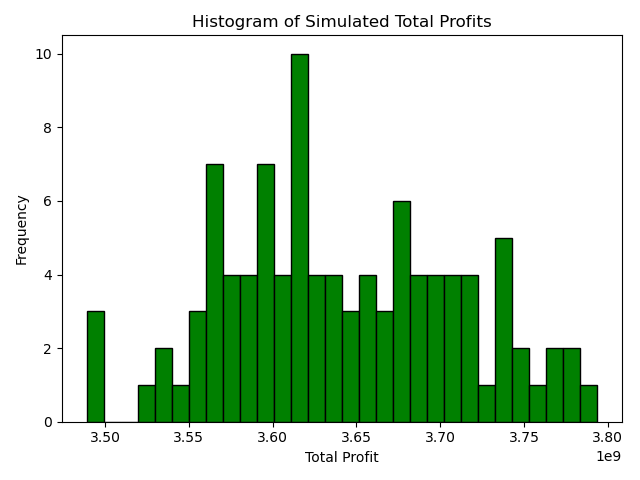 Histogram of Simulated Total Profits
10
8
6
4
2
0
Frequency
3.50 3.55 3.60 3.65 3.70 3.75 3.80
1e9
Total Profit